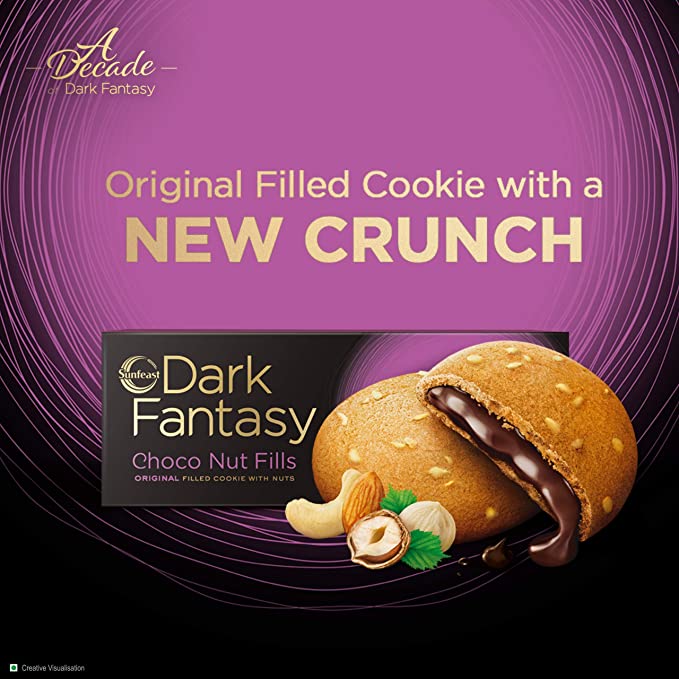 A
Decade
of Dark Fantasy
Original Filled Cookie with a
NEW CRUNCH
Sunfeast
Dark
Fantasy
Choco Nut Fills
ORIGINAL FILLED COOKIE WITH NUTS
Creative Visualisation